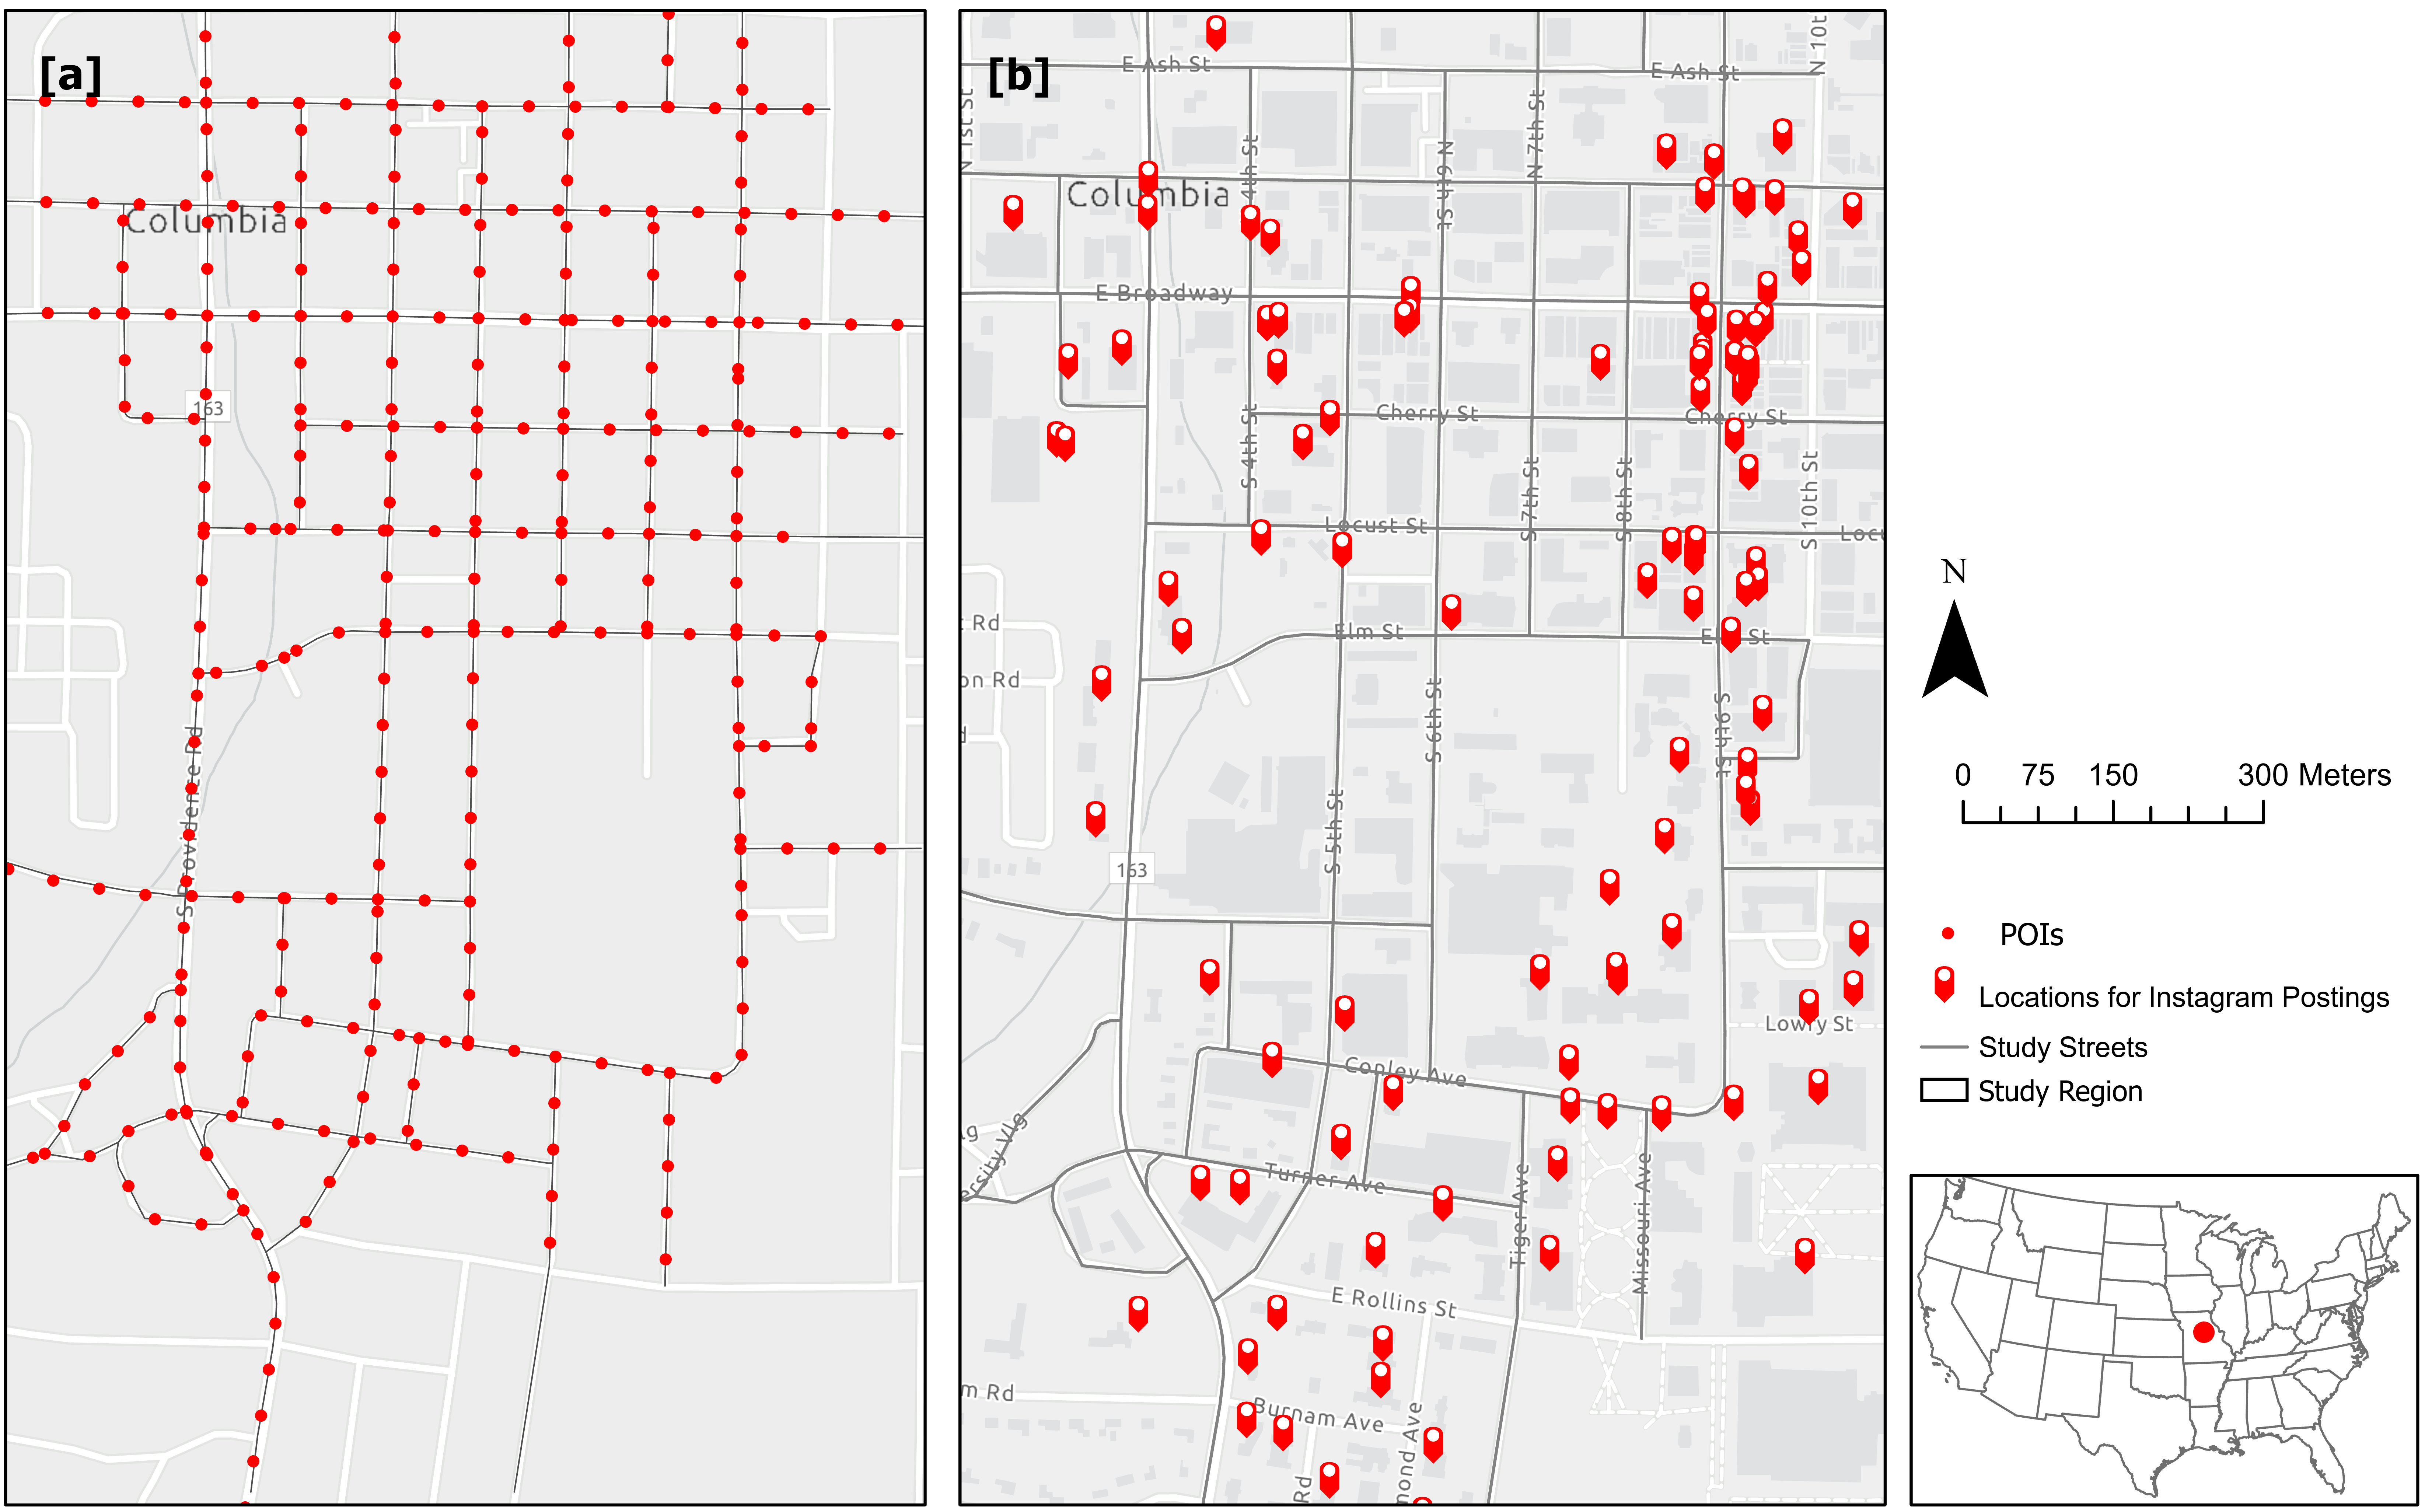 [a]
Columbia
163
S Providence Rd
[b]
E Ash St
E Ash St
N 10t
N 1st St
4th St
N 6th St
N 7th St
Columbia
E Broadway
Cherry St
Cherry St
S 4th St
S 7th St
S 8th St
S 10th St
Locust St
Locu
Rd
Elm St
E St
on Rd
S 6th St
S 9th St
S 5th St
163
Lowry St
Conley Ave
ersity Vlg
lg
Turner Ave
Tiger Ave
Missouri Ave
E Rollins St
m Rd
Burnam Ave
mond Ave
Rd
N
0 75 150 300 Meters
POIs
Locations for Instagram Postings
Study Streets
Study Region